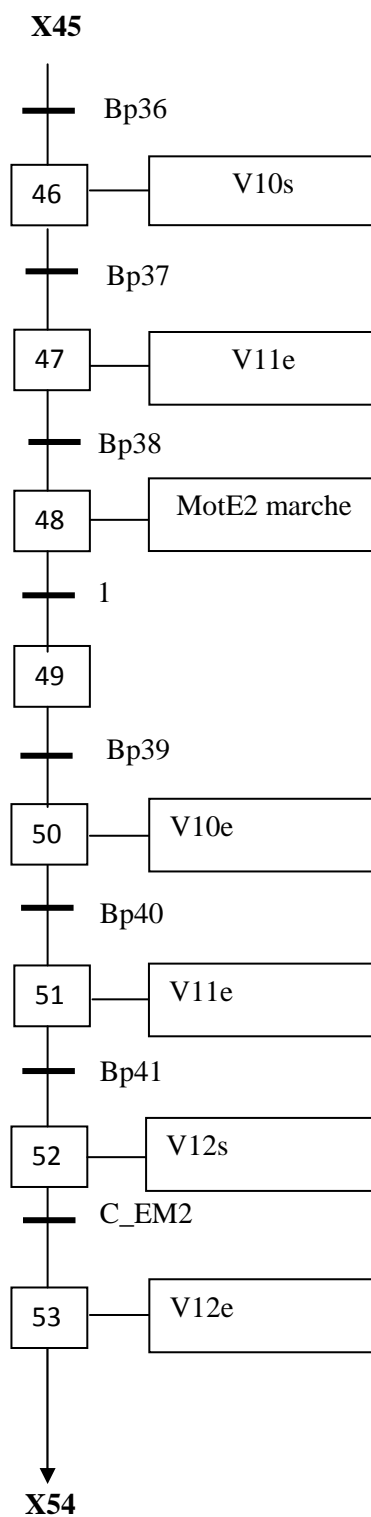 X45
Bp36
46 V10s
Bp37
47 V11e
Bp38
48 MotE2 marche
1
49
Bp39
50 V10e
Bp40
51 V11e
Bp41
52 V12s
C_EM2
53 V12e
X54